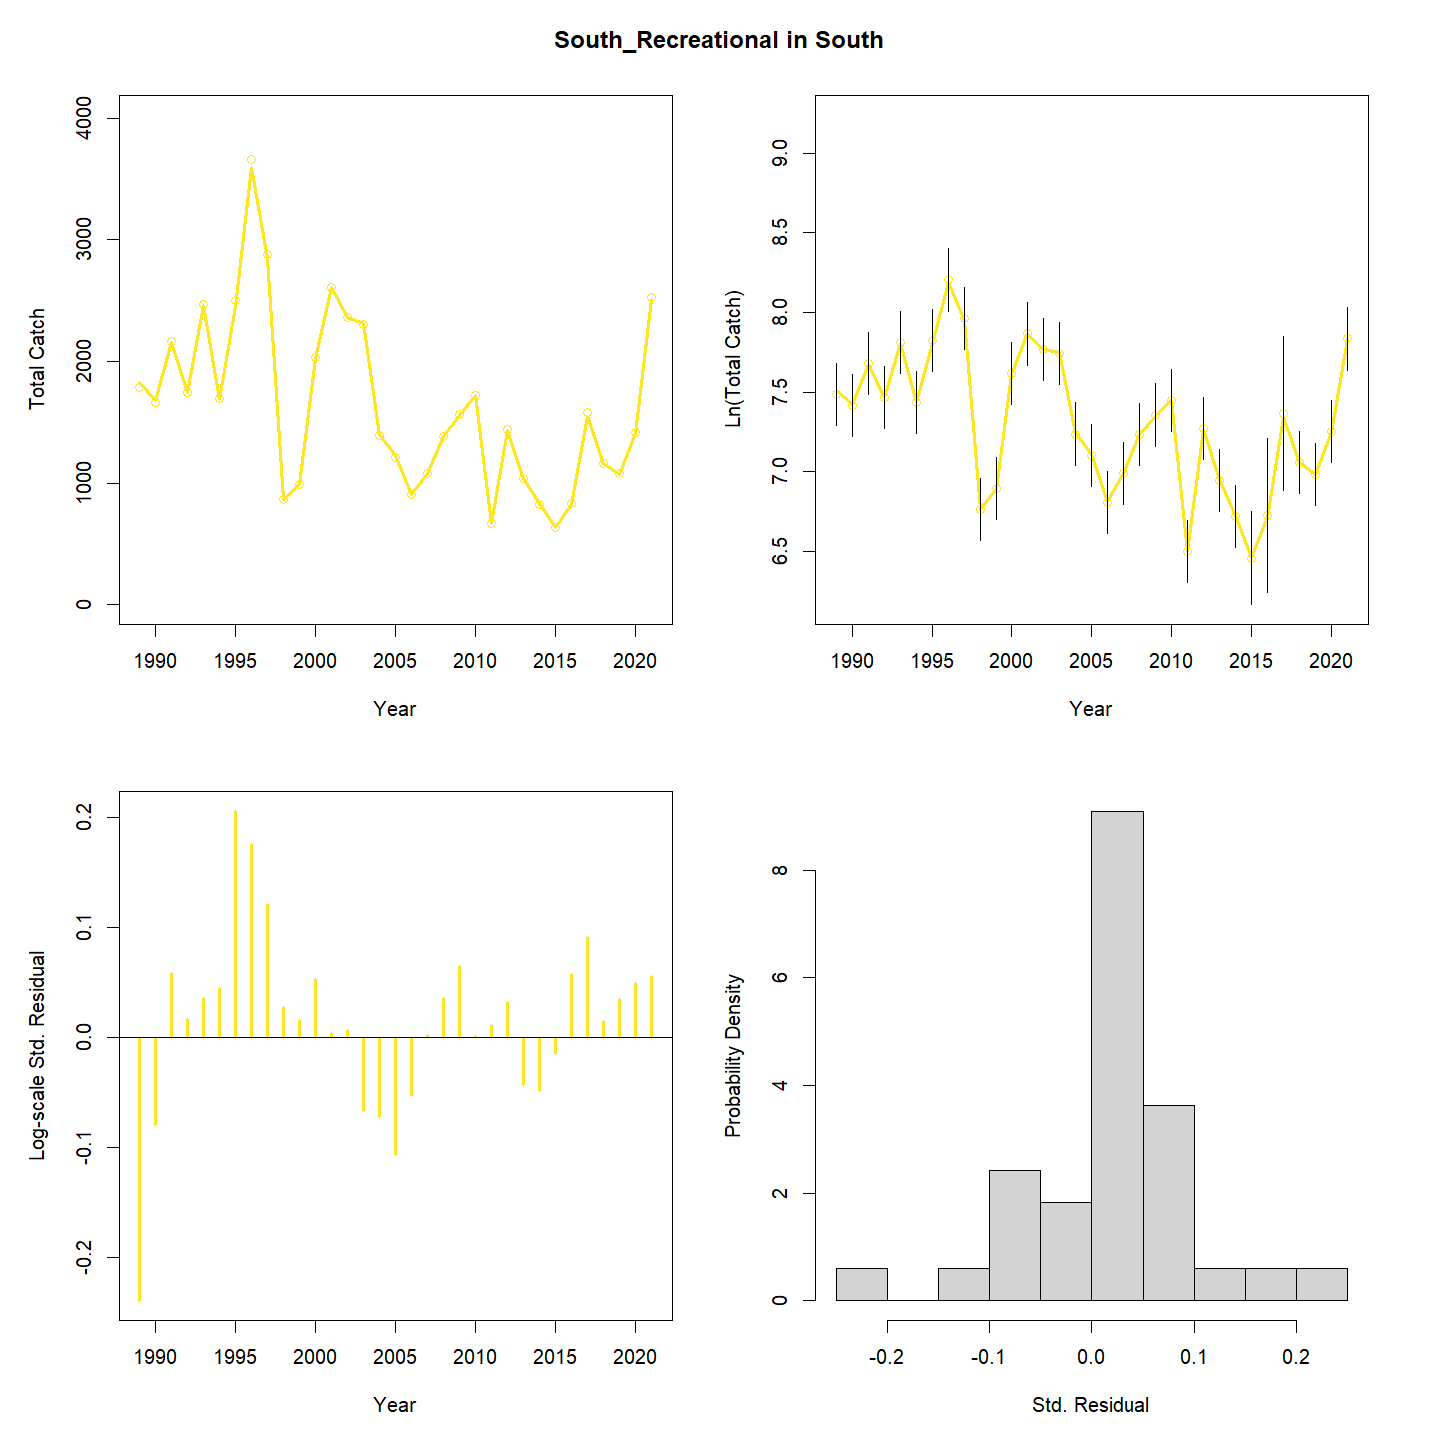 South_Recreational in South
Total Catch
4000
3000
2000
1000
0
1990 1995 2000 2005 2010 2015 2020
Year
Ln(Total Catch)
9.0
8.5
8.0
7.5
7.0
6.5
1990 1995 2000 2005 2010 2015 2020
Year
Log-scale Std. Residual
0.2
0.1
0.0
-0.1
-0.2
1990 1995 2000 2005 2010 2015 2020
Year
Probability Density
8
6
4
2
0
-0.2 -0.1 0.0 0.1 0.2
Std. Residual